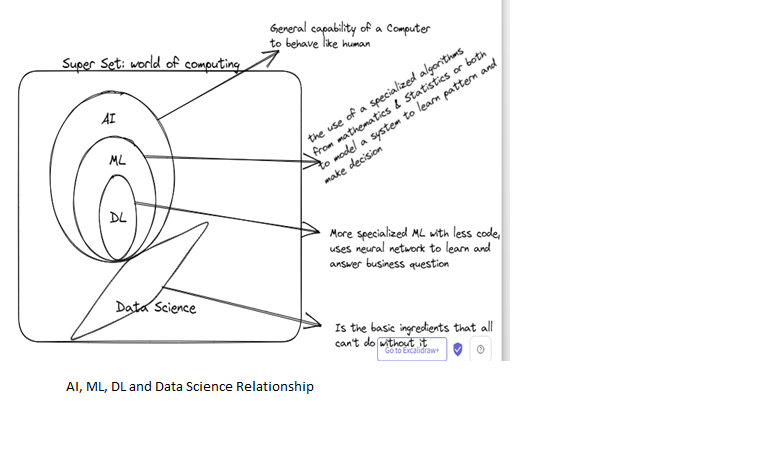 General capability of a Computer
to behave like human
Super Set: world of computing
the use of a specialized algorithms
from mathematics & Statistics or both
to model a system to learn pattern and
make decision
AI
ML
DL
More specialized ML with less code,
uses neural network to learn and
answer business question
Data Science
Is the basic ingredients that all
can't do without it
Go to Excalidraw+
AI, ML, DL and Data Science Relationship